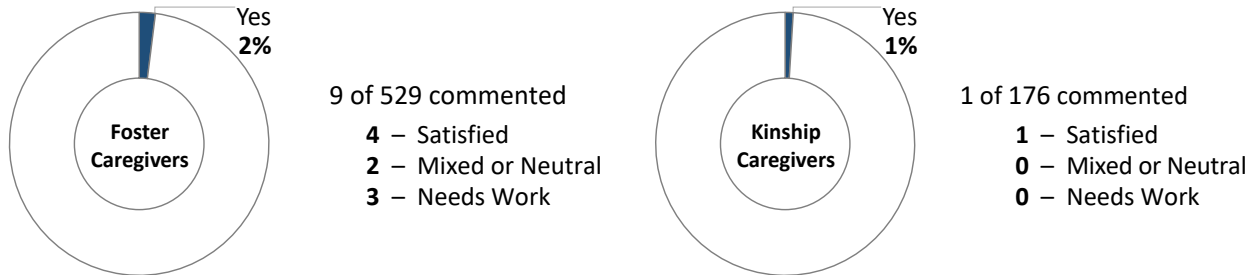 Yes
2%
Foster
Caregivers
9 of 529 commented
4 – Satisfied
2 – Mixed or Neutral
3 – Needs Work
Yes
1%
Kinship
Caregivers
1 of 176 commented
1 – Satisfied
0 – Mixed or Neutral
0 – Needs Work